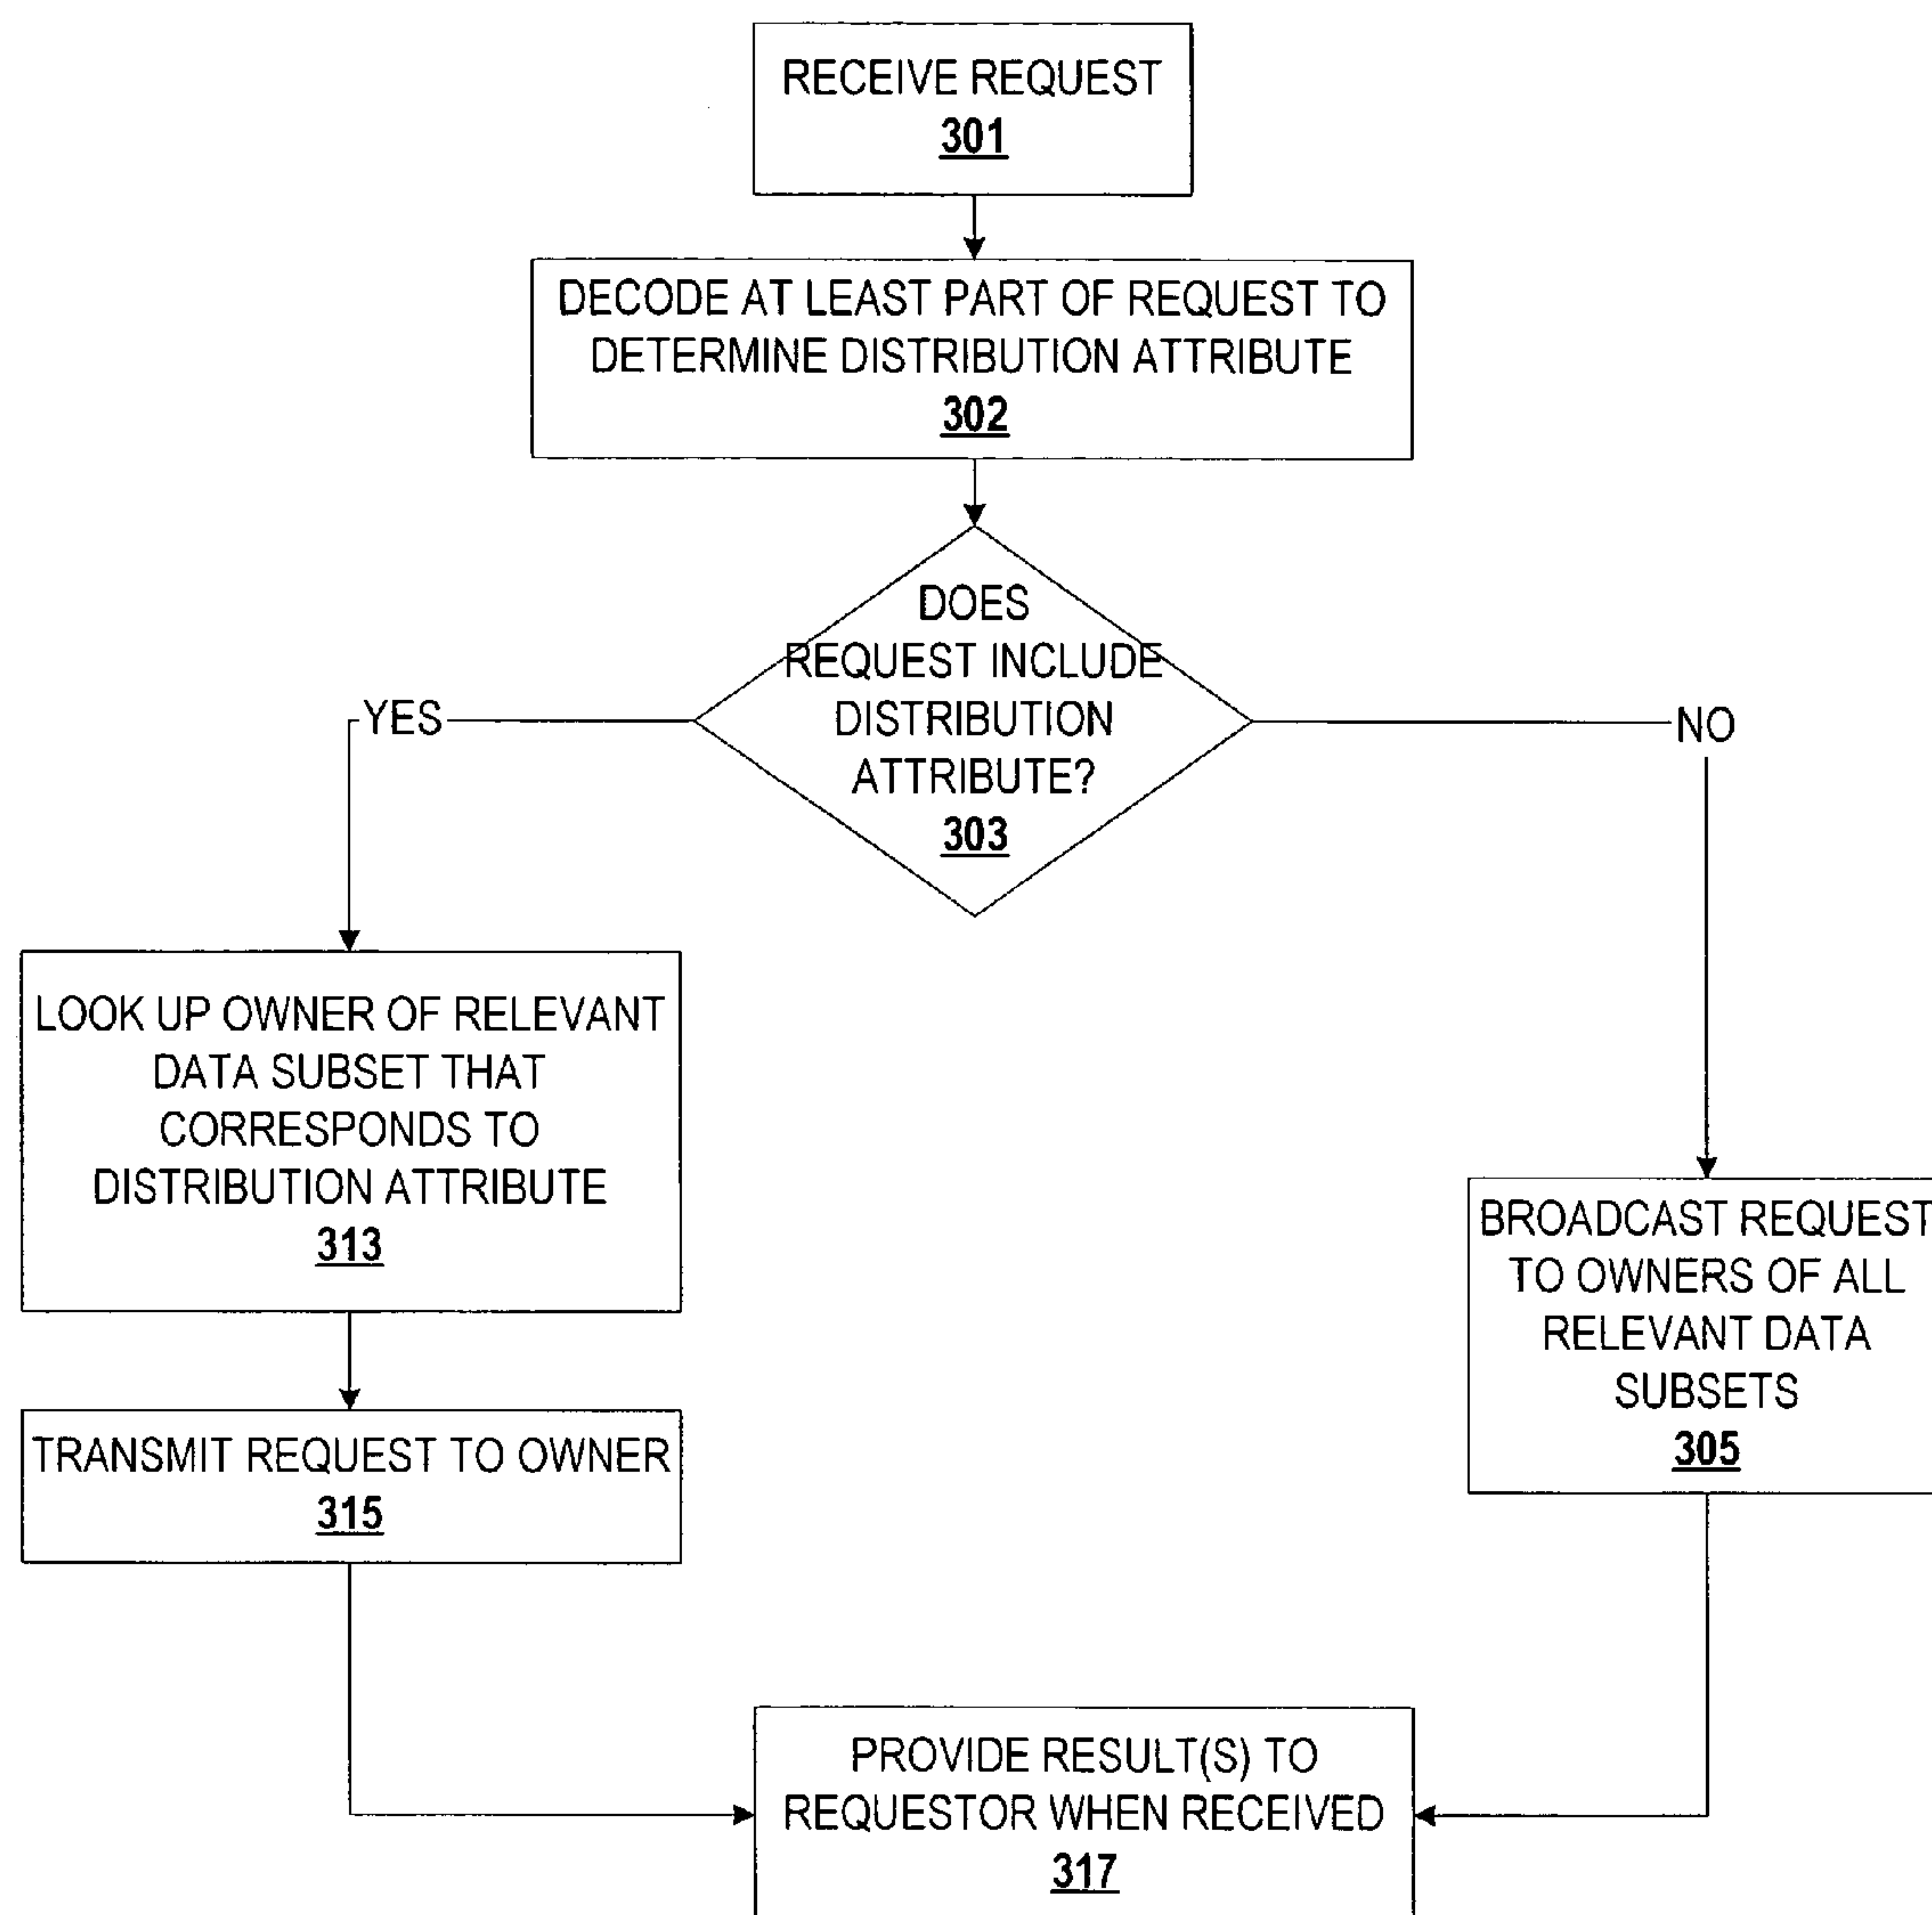 RECEIVE REQUEST
301
DECODE AT LEAST PART OF REQUEST TO
DETERMINE DISTRIBUTION ATTRIBUTE
302
DOES
REQUEST INCLUDE
DISTRIBUTION
ATTRIBUTE?
303
YES
NO
LOOK UP OWNER OF RELEVANT
DATA SUBSET THAT
CORRESPONDS TO
DISTRIBUTION ATTRIBUTE
313
BROADCAST REQUEST
TO OWNERS OF ALL
RELEVANT DATA
SUBSETS
305
TRANSMIT REQUEST TO OWNER
315
PROVIDE RESULT(S) TO
REQUESTOR WHEN RECEIVED
317